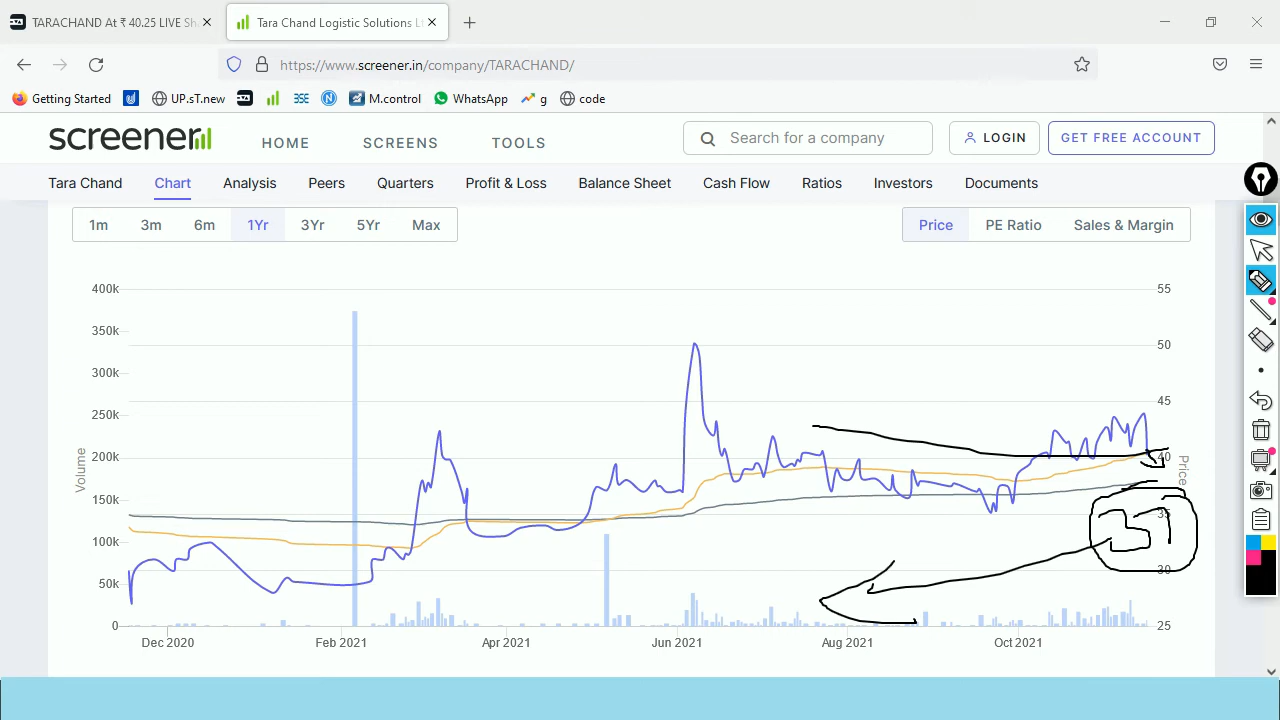 TARACHAND At ₹ 40.25 LIVE Sha
Tara Chand Logistic Solutions Lt
https://www.screener.in/company/TARACHAND/
Getting Started
UP.sT.new
M.control
WhatsApp
g
code
screener
HOME
SCREENS
TOOLS
Search for a company
LOGIN
GET FREE ACCOUNT
Tara Chand
Chart
Analysis
Peers
Quarters
Profit & Loss
Balance Sheet
Cash Flow
Ratios
Investors
Documents
1m
3m
6m
1Yr
3Yr
5Yr
Max
Price
PE Ratio
Sales & Margin
400k
350k
300k
250k
200k
150k
100k
50k
0
Volume
55
50
45
40
35
30
25
Price
37
Dec 2020
Feb 2021
Apr 2021
Jun 2021
Aug 2021
Oct 2021